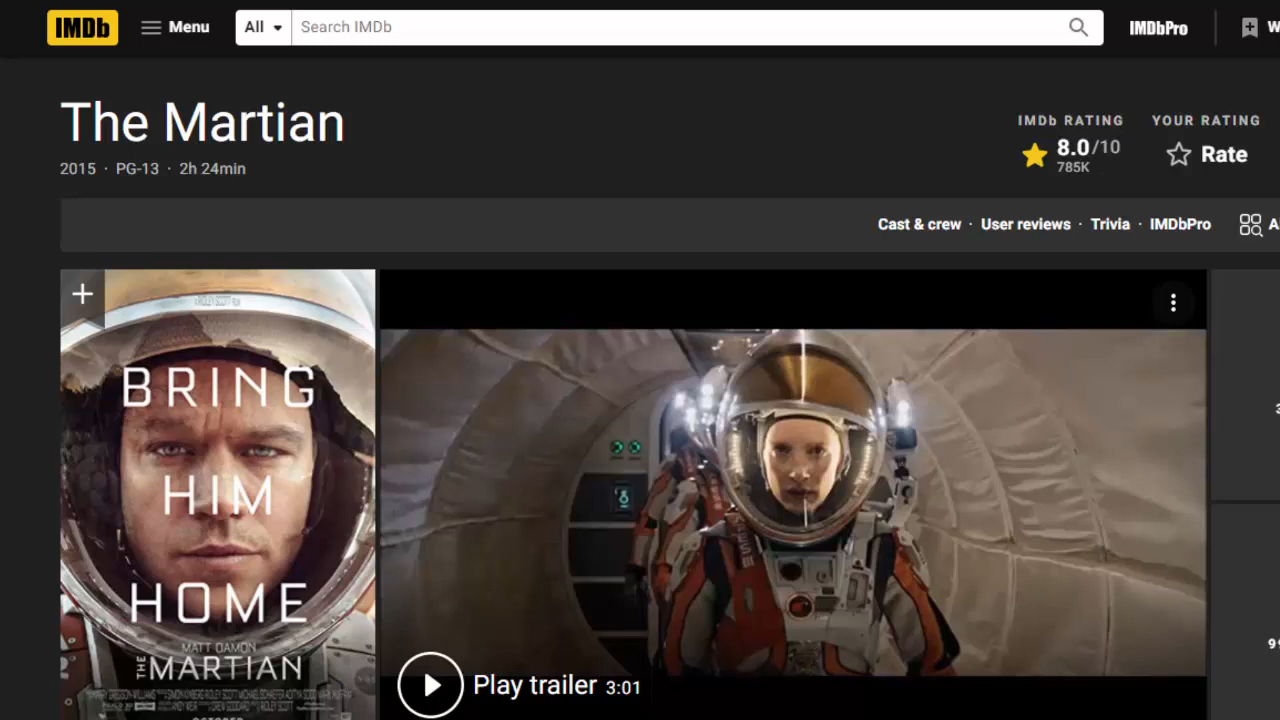 IMDb
Menu
All
Search IMDb
IMDbPro
W
The Martian
2015 · PG-13 · 2h 24min
IMDb RATING
8.0/10
785K
YOUR RATING
Rate
Cast & crew · User reviews · Trivia · IMDbPro
A
BRING
HIM
HOME
MATT DAMON
THE MARTIAN
Play trailer 3:01